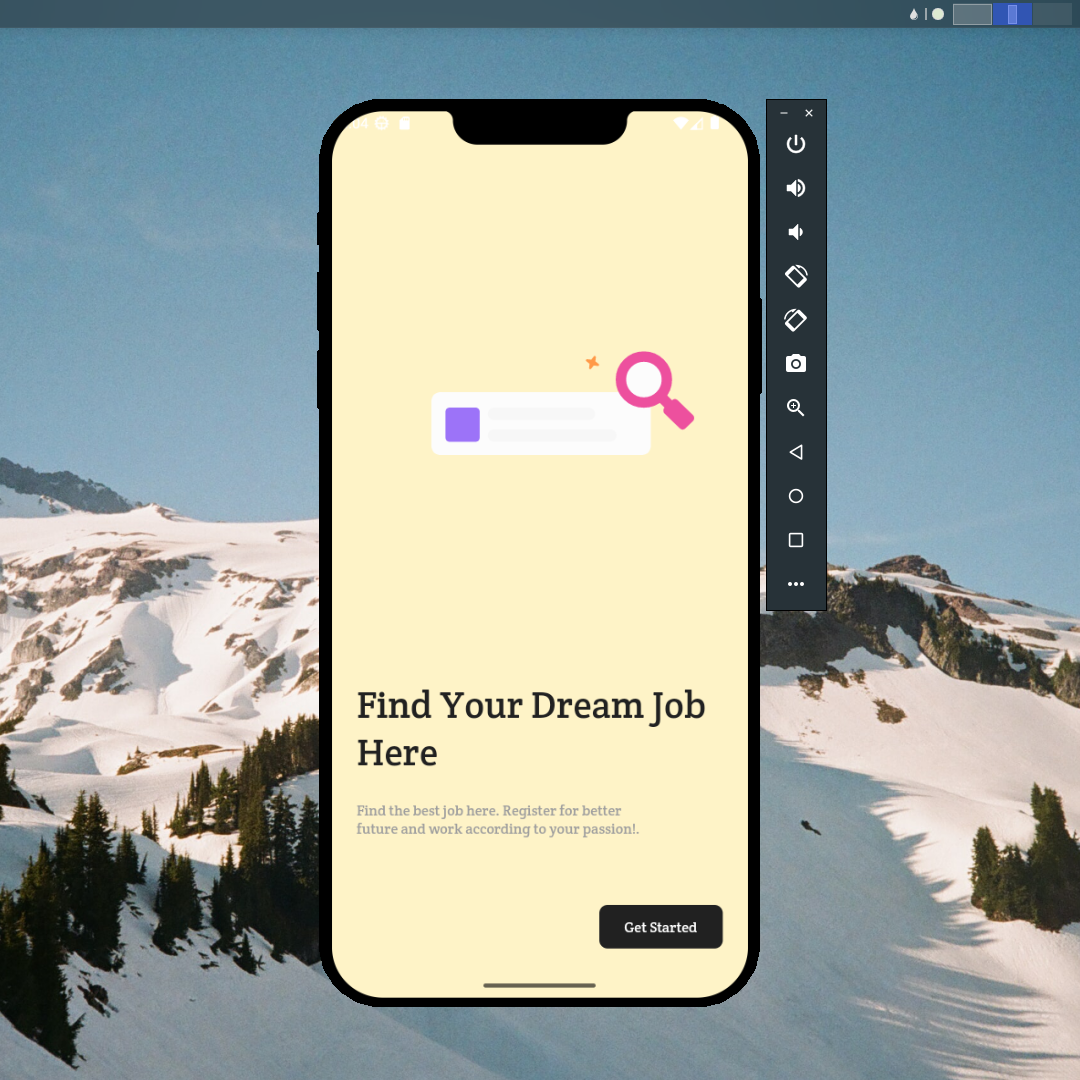 Find Your Dream Job
Here
Find the best job here. Register for better
future and work according to your passion!.
Get Started